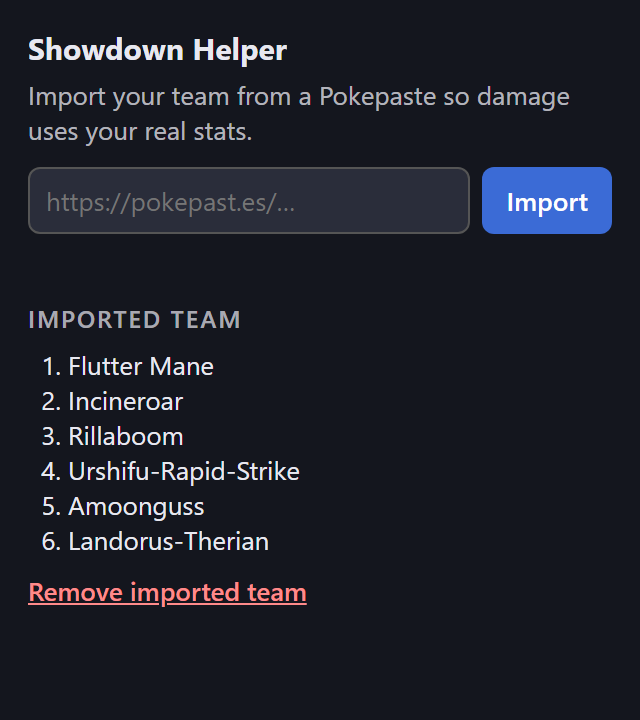 Showdown Helper
Import your team from a Pokepaste so damage
uses your real stats.
https://pokepast.es/...
Import
IMPORTED TEAM
1. Flutter Mane
2. Incineroar
3. Rillaboom
4. Urshifu-Rapid-Strike
5. Amoonguss
6. Landorus-Therian
Remove imported team